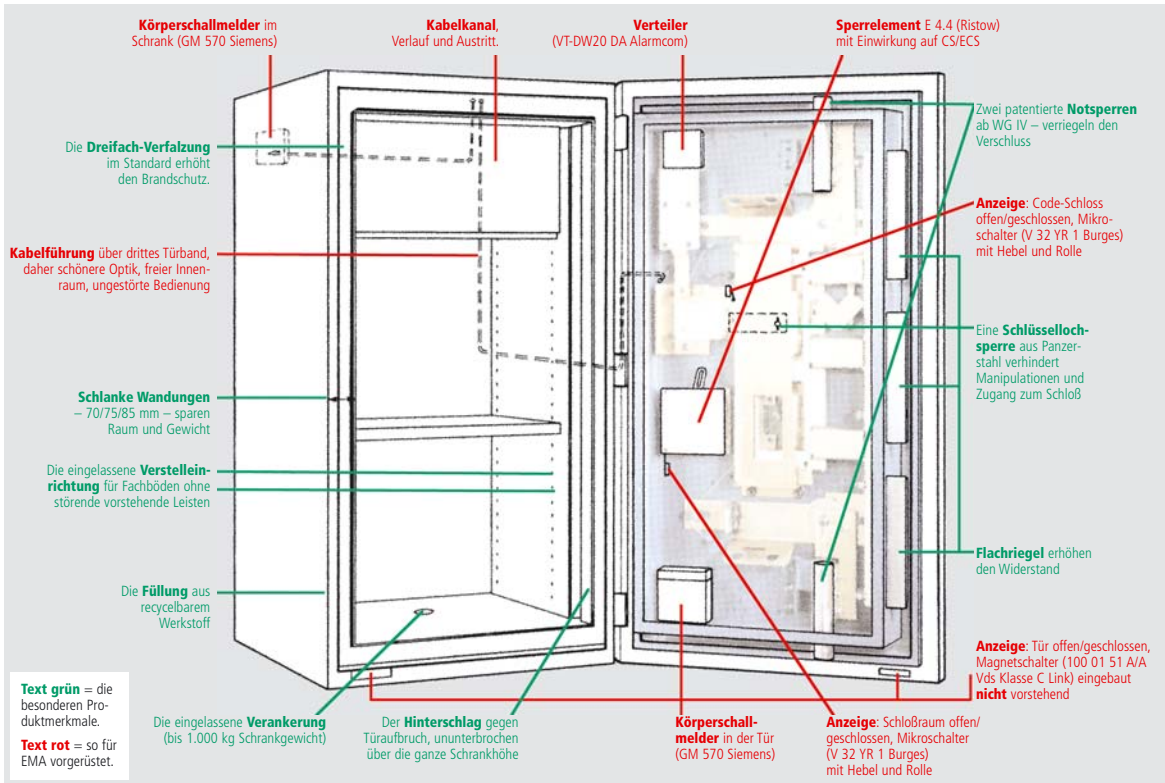 Körperschallmelder im
Schrank (GM 570 Siemens)
Kabelkanal,
Verlauf und Austritt.
Verteiler
(VT-DW20 DA Alarmcom)
Sperrelement E 4.4 (Ristow)
mit Einwirkung auf CS/ECS
Die Dreifach-Verfalzung
im Standard erhöht
den Brandschutz.
Kabelführung über drittes Türband,
daher schönere Optik, freier Innen-
raum, ungestörte Bedienung
Schlanke Wandungen
– 70/75/85 mm – sparen
Raum und Gewicht
Die eingelassene Verstellein-
richtung für Fachböden ohne
störende vorstehende Leisten
Die Füllung aus
recycelbarem
Werkstoff
Zwei patentierte Notsperren
ab WG IV – verriegeln den
Verschluss
Anzeige: Code-Schloss
offen/geschlossen, Mikro-
schalter (V 32 YR 1 Burges)
mit Hebel und Rolle
Eine Schlüsselloch-
sperre aus Panzer-
stahl verhindert
Manipulationen und
Zugang zum Schloß
Flachriegel erhöhen
den Widerstand
Anzeige: Tür offen/geschlossen,
Magnetschalter (100 01 51 A/A
Vds Klasse C Link) eingebaut
nicht vorstehend
Text grün = die
besonderen Pro-
duktmerkmale.
Text rot = so für
EMA vorgerüstet.
Die eingelassene Verankerung
(bis 1.000 kg Schrankgewicht)
Der Hinterschlag gegen
Türaufbruch, ununterbrochen
über die ganze Schrankhöhe
Körperschall-
melder in der Tür
(GM 570 Siemens)
Anzeige: Schloßraum offen/
geschlossen, Mikroschalter
(V 32 YR 1 Burges)
mit Hebel und Rolle